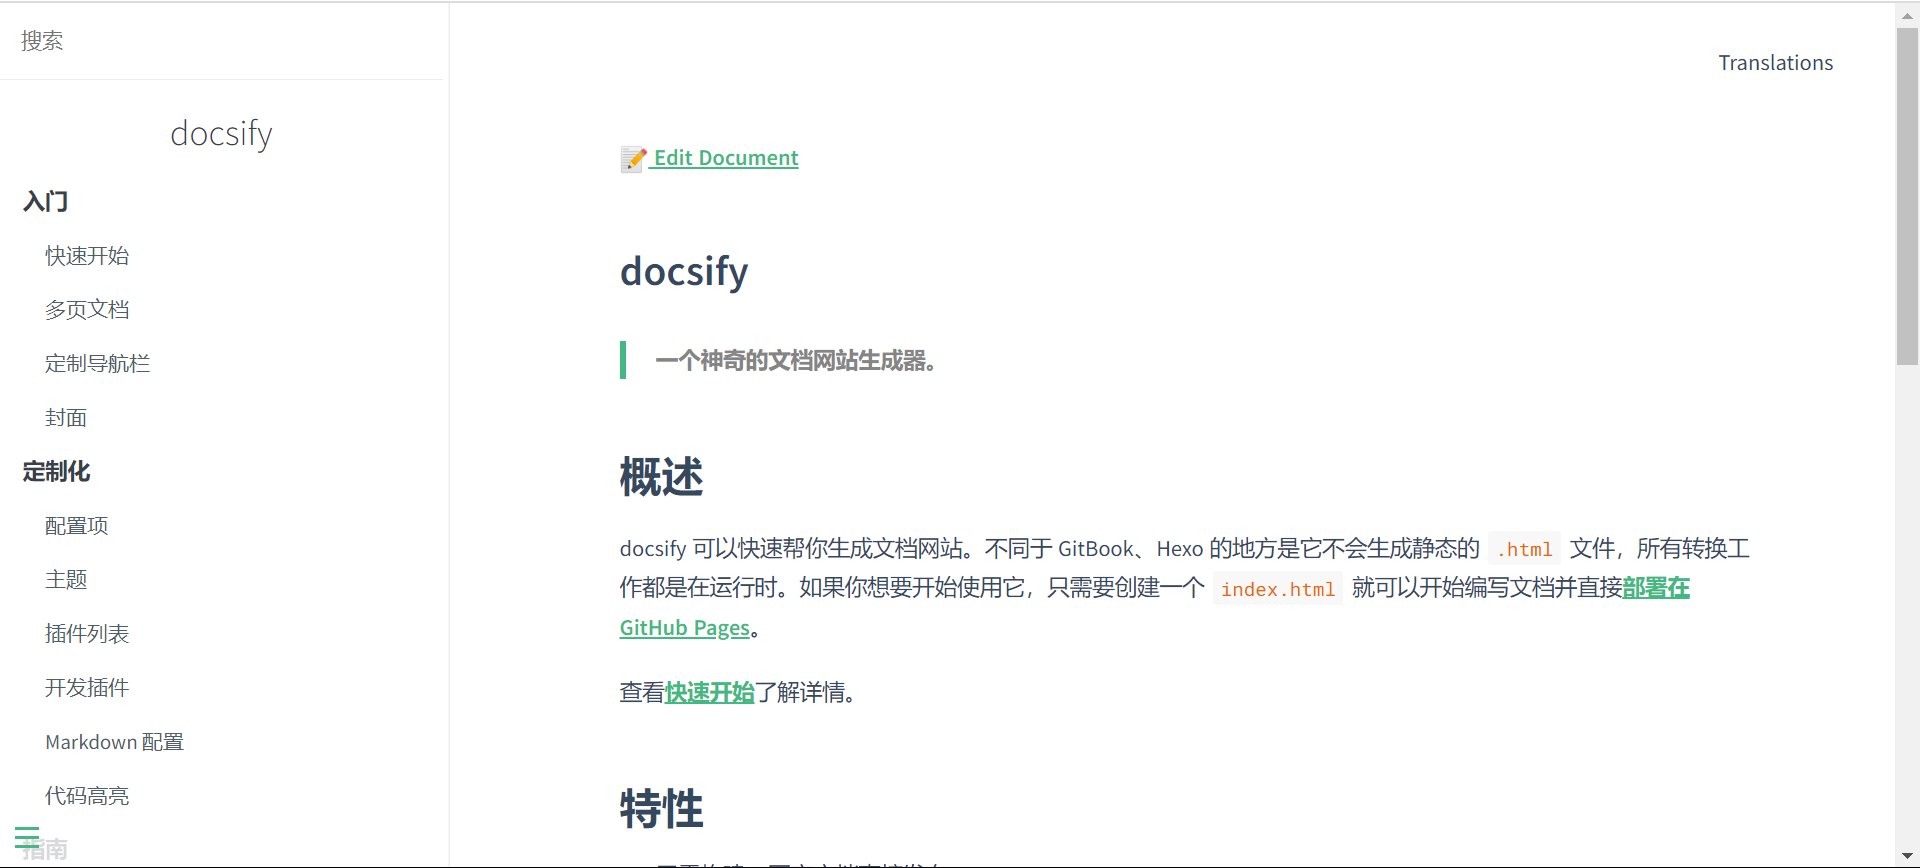 搜索
docsify
入门
快速开始
多页文档
定制导航栏
封面
定制化
配置项
主题
插件列表
开发插件
Markdown 配置
代码高亮
指南
Translations
Edit Document
docsify
一个神奇的文档网站生成器。
概述
docsify 可以快速帮你生成文档网站。不同于 GitBook、Hexo 的地方是它不会生成静态的 .html 文件，所有转换工
作都是在运行时。如果你想要开始使用它，只需要创建一个 index.html 就可以开始编写文档并直接部署在
GitHub Pages。
查看快速开始了解详情。
特性